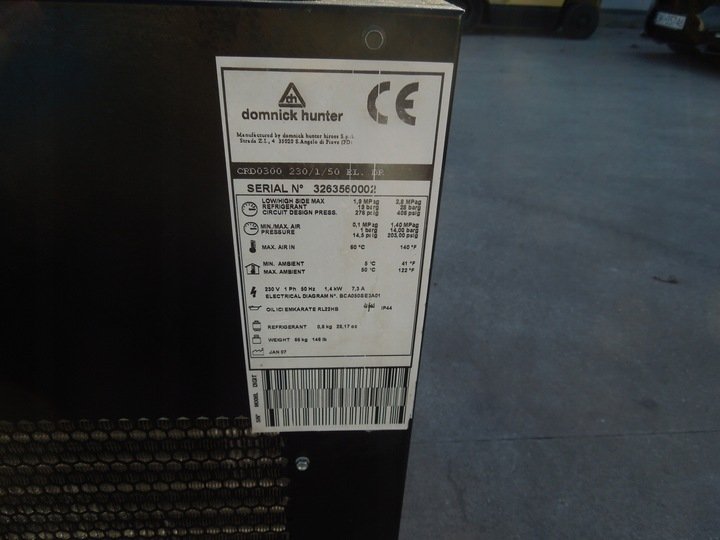 dh
domnick hunter
CE
Manufactured by domnick hunter hiross S.p.A.
Strada Z.I., 4 35020 S.Angelo di Piove (PD)
CRD0300 230/1/50 EL. DR
SERIAL N° 3263560002
LOW/HIGH SIDE MAX 1,9 MPag 2,8 MPag
REFRIGERANT 19 barg 28 barg
CIRCUIT DESIGN PRESS. 276 psig 406 psig
MIN./MAX. AIR 0,1 MPag 1,40 MPag
PRESSURE 1 barg 14,00 barg
14,5 psig 203,00 psig
MAX. AIR IN 60 °C 140 °F
MIN. AMBIENT 5 °C 41 °F
MAX. AMBIENT 50 °C 122 °F
230 V 1 Ph 50 Hz 1,4 kW 7,3 A
ELECTRICAL DIAGRAM N°.
OIL ICI EMKARATE IP44
REFRIGERANT 0,8 kg 28,17 oz
WEIGHT kg lb
JAN 07
S/N° MODEL DIGIT